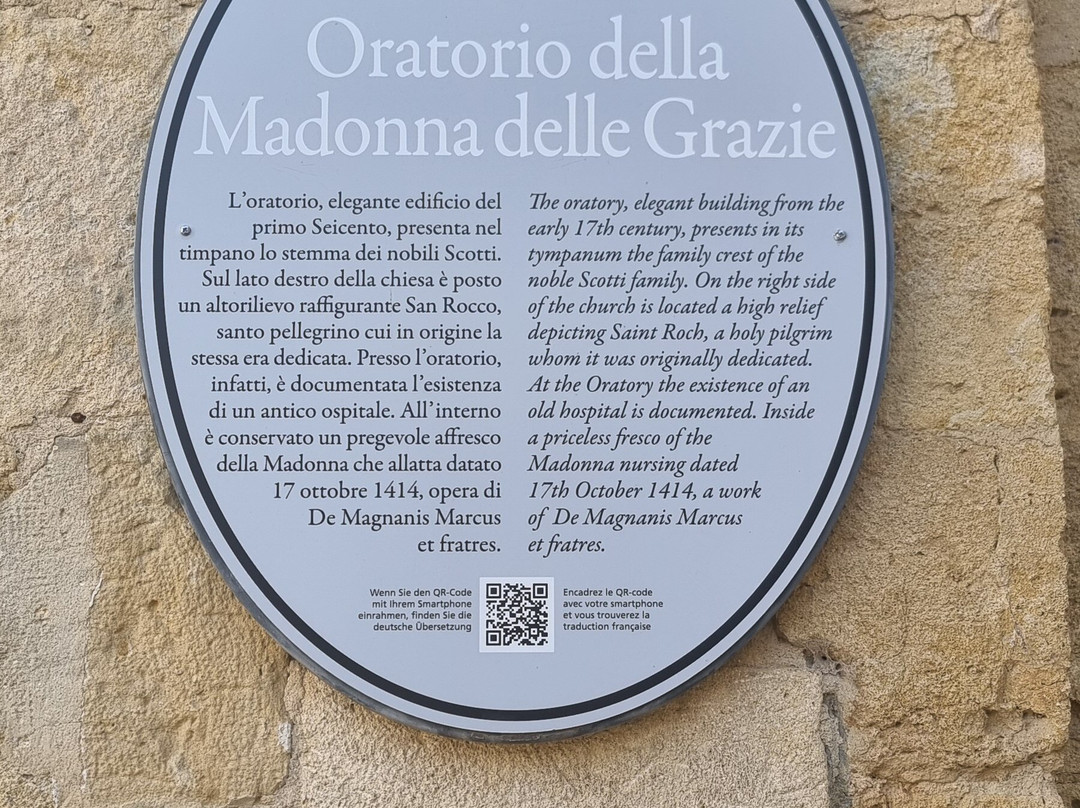 Oratorio della
Madonna delle Grazie
L’oratorio, elegante edificio del
primo Seicento, presenta nel
timpano lo stemma dei nobili Scotti.
Sul lato destro della chiesa è posto
un altorilievo raffigurante San Rocco,
santo pellegrino cui in origine la
stessa era dedicata. Presso l’oratorio,
infatti, è documentata l’esistenza
di un antico ospitale. All’interno
è conservato un pregevole affresco
della Madonna che allatta datato
17 ottobre 1414, opera di
De Magnanis Marcus
et fratres.
The oratory, elegant building from the
early 17th century, presents in its
tympanum the family crest of the
noble Scotti family. On the right side
of the church is located a high relief
depicting Saint Roch, a holy pilgrim
whom it was originally dedicated.
At the Oratory the existence of an
old hospital is documented. Inside
a priceless fresco of the
Madonna nursing dated
17th October 1414, a work
of De Magnanis Marcus
et fratres.
Wenn Sie den QR-Code
mit Ihrem Smartphone
einrahmen, finden Sie die
deutsche Übersetzung
Encadrez le QR-code
avec votre smartphone
et vous trouverez la
traduction française